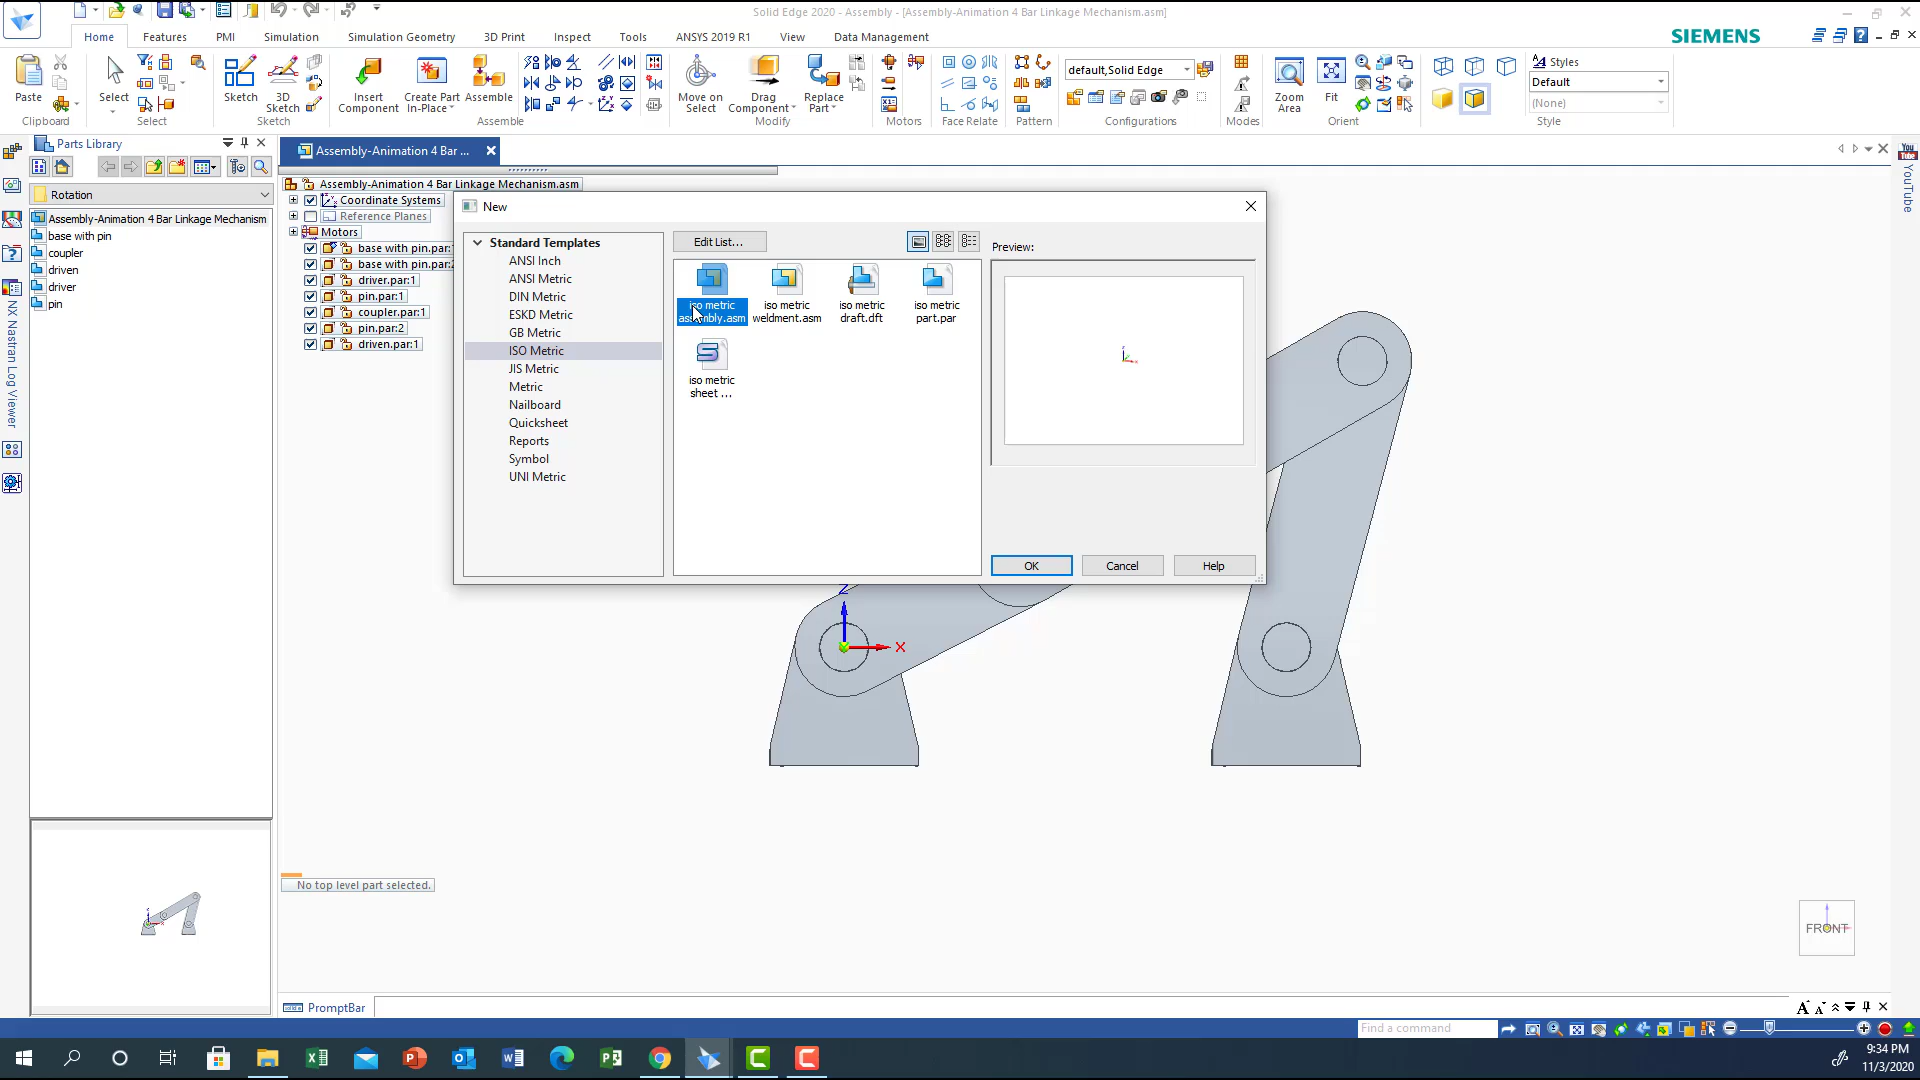 Solid Edge 2020 - Assembly - [Assembly-Animation 4 Bar Linkage Mechanism.asm]
Home
Features
PMI
Simulation
Simulation Geometry
3D Print
Inspect
Tools
ANSYS 2019 R1
View
Data Management
SIEMENS
Paste
Clipboard
Select
Select
Sketch
3D
Sketch
Sketch
Insert
Component
Create Part
In-Place
Assemble
Assemble
Move on
Select
Drag
Component
Replace
Part
Modify
Motors
Face Relate
Pattern
default,Solid Edge
Configurations
Modes
Zoom
Area
Fit
Orient
Styles
Default
(None)
Style
Parts Library
Rotation
Assembly-Animation 4 Bar Linkage Mechanism
base with pin
coupler
driven
driver
pin
NX Nastran Log Viewer
Assembly-Animation 4 Bar ...
Assembly-Animation 4 Bar Linkage Mechanism.asm
Coordinate Systems
Reference Planes
Motors
base with pin.par:
base with pin.par:2
driver.par:1
pin.par:1
coupler.par:1
pin.par:2
driven.par:1
New
Standard Templates
ANSI Inch
ANSI Metric
DIN Metric
ESKD Metric
GB Metric
ISO Metric
JIS Metric
Metric
Nailboard
Quicksheet
Reports
Symbol
UNI Metric
Edit List...
iso metric
assembly.asm
iso metric
weldment.asm
iso metric
draft.dft
iso metric
part.par
iso metric
sheet ...
Preview:
OK
Cancel
Help
Z
X
No top level part selected.
FRONT
You
Tube
YouTube
PromptBar
Find a command
9:34 PM
11/3/2020